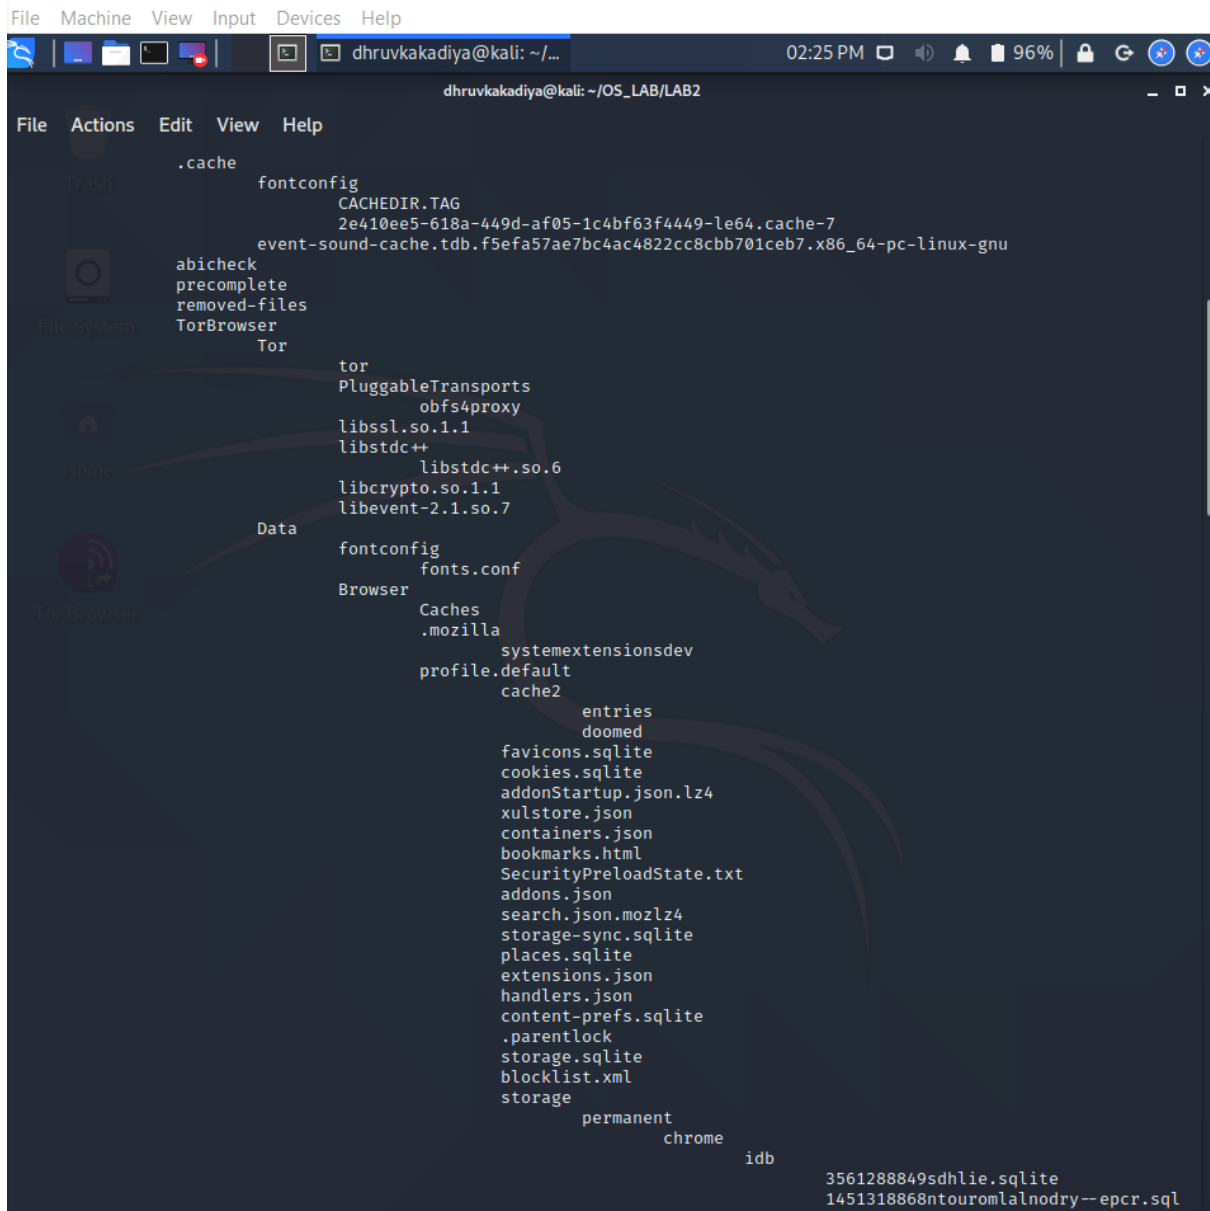 File Machine View Input Devices Help
dhruvkakadiya@kali: ~/... 02:25 PM 96%
dhruvkakadiya@kali: ~/OS_LAB/LAB2
File Actions Edit View Help
.cache
Trash
fontconfig
CACHEDIR.TAG
2e410ee5-618a-449d-af05-1c4bf63f4449-le64.cache-7
event-sound-cache.tdb.f5efa57ae7bc4ac4822cc8cbb701ceb7.x86_64-pc-linux-gnu
abicheck
precomplete
removed-files
File System
TorBrowser
Tor
tor
PluggableTransports
obfs4proxy
libssl.so.1.1
libstdc++
Home
libstdc++.so.6
libcrypto.so.1.1
libevent-2.1.so.7
Data
fontconfig
fonts.conf
Browser
Caches
Tor Browser
.mozilla
systemextensionsdev
profile.default
cache2
entries
doomed
favicons.sqlite
cookies.sqlite
addonStartup.json.lz4
xulstore.json
containers.json
bookmarks.html
SecurityPreloadState.txt
addons.json
search.json.mozlz4
storage-sync.sqlite
places.sqlite
extensions.json
handlers.json
content-prefs.sqlite
.parentlock
storage.sqlite
blocklist.xml
storage
permanent
chrome
idb
3561288849sdhlie.sqlite
1451318868ntouromlalnodry--epcr.sql